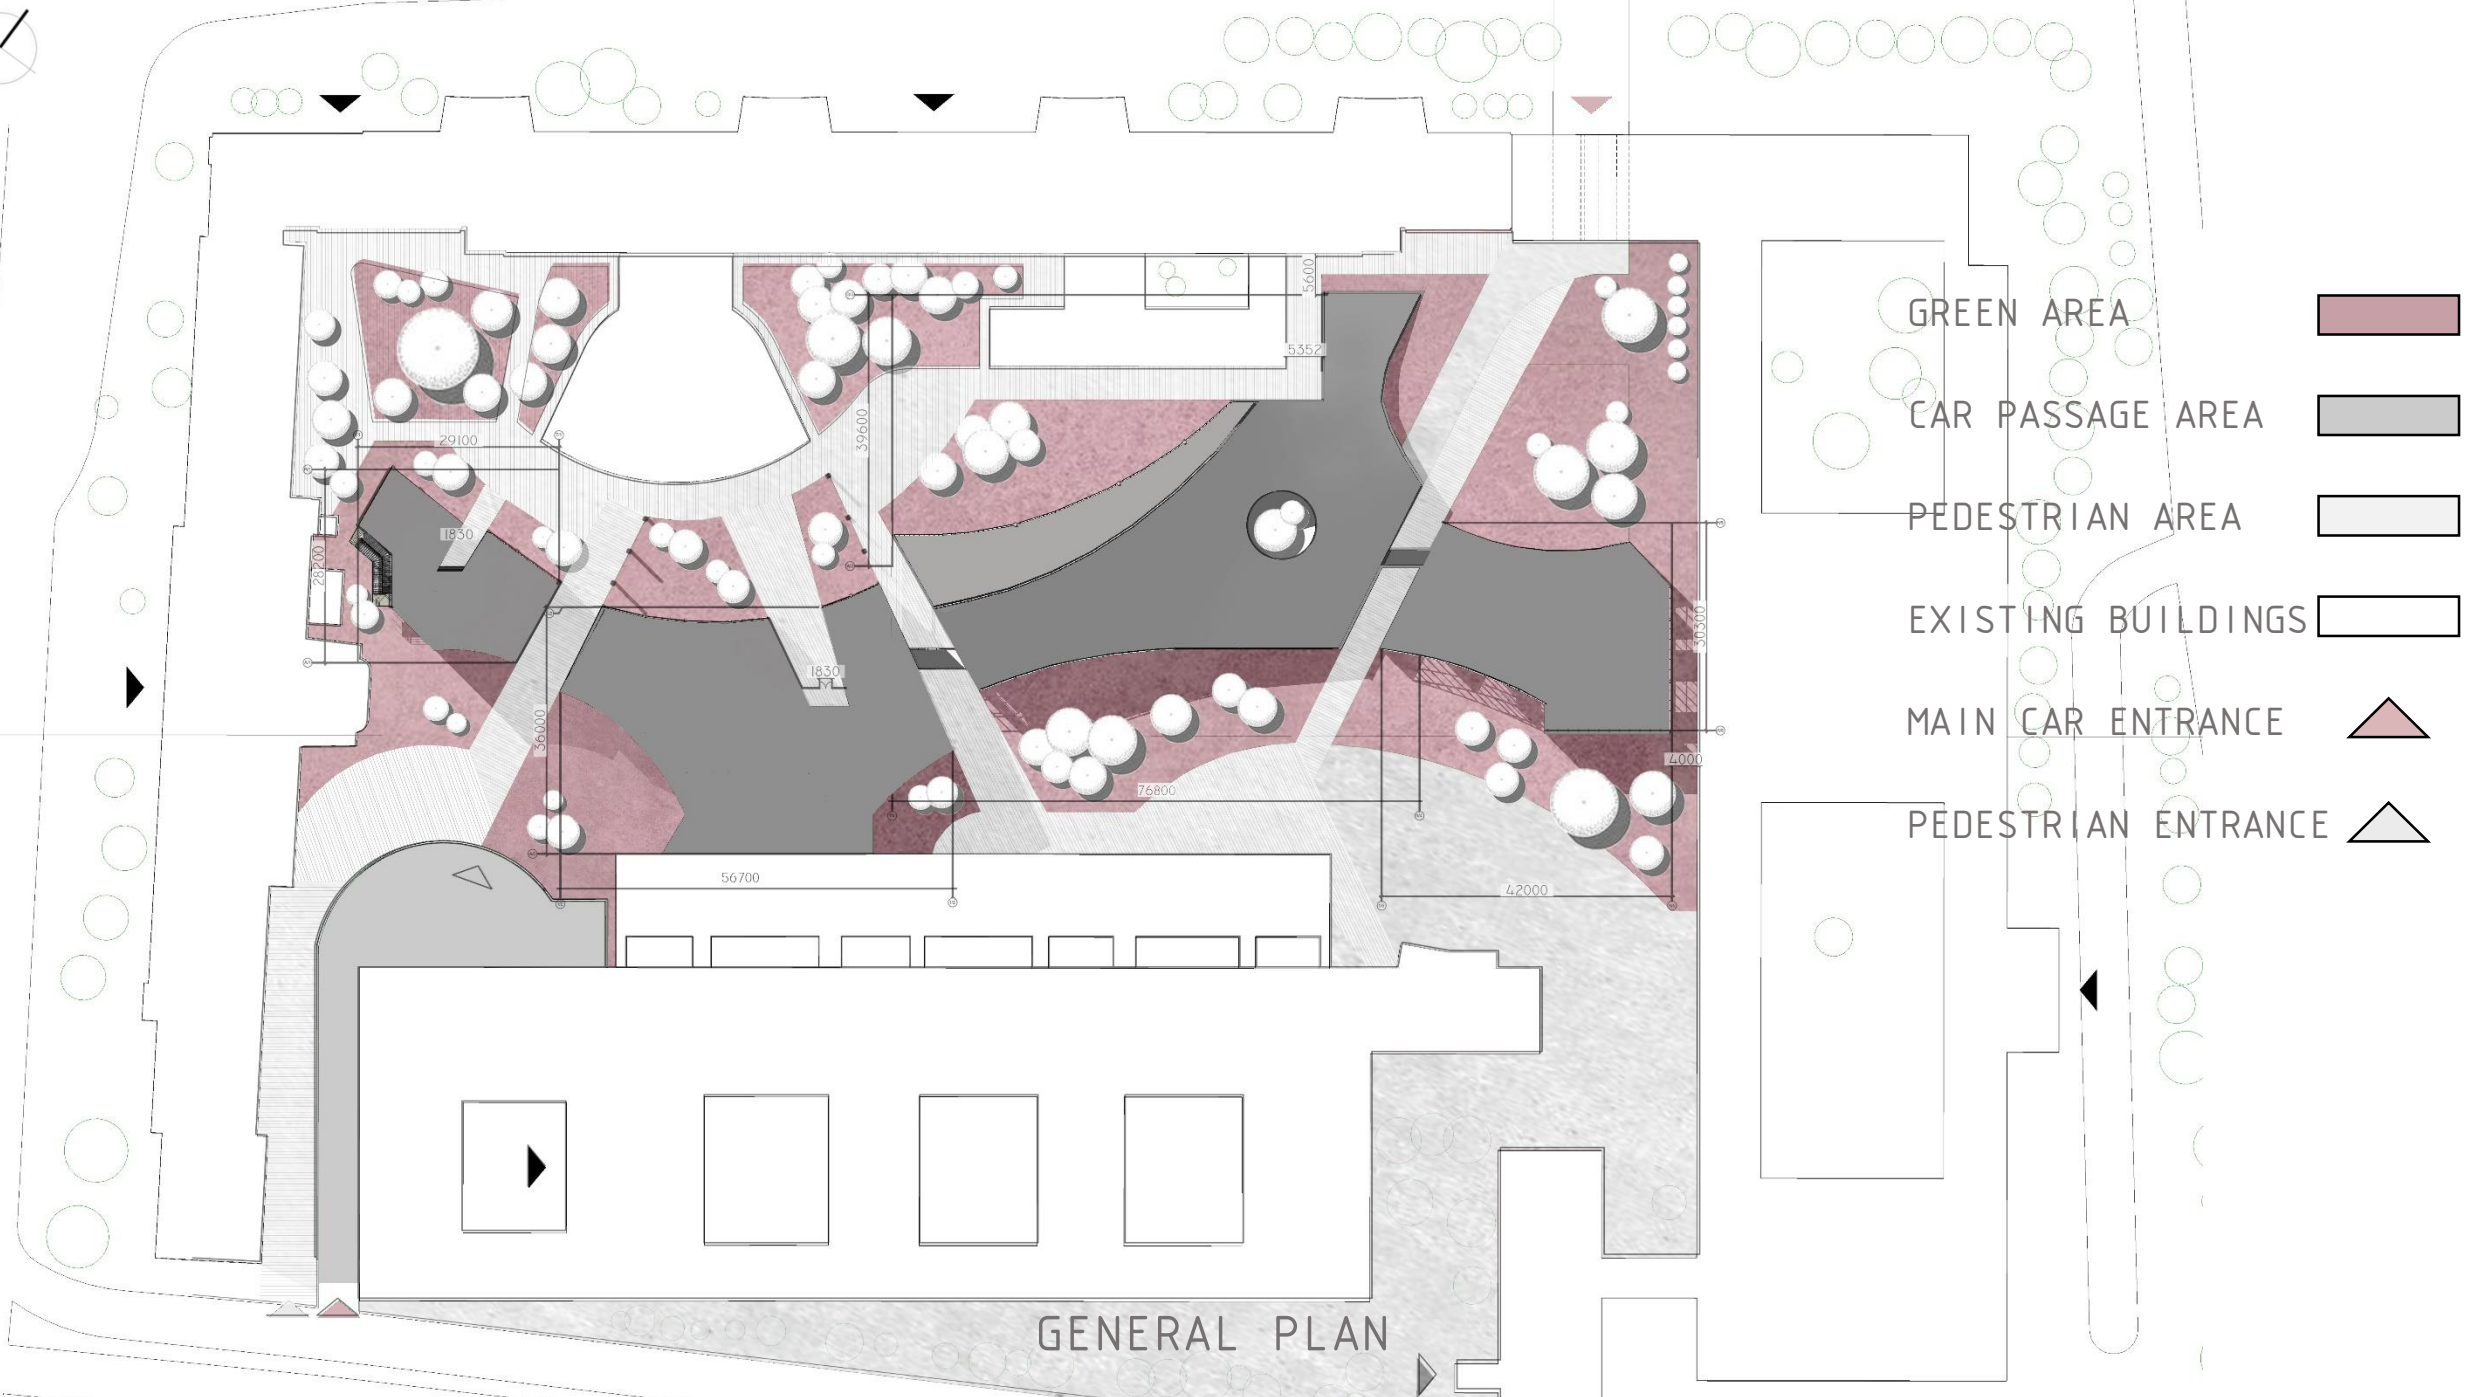 5600
5352
GREEN AREA
CAR PASSAGE AREA
29100
39600
1830
PEDESTRIAN AREA
28200
EXISTING BUILDINGS
30300
1830
36000
MAIN CAR ENTRANCE
4000
76800
PEDESTRIAN ENTRANCE
56700
42000
GENERAL PLAN